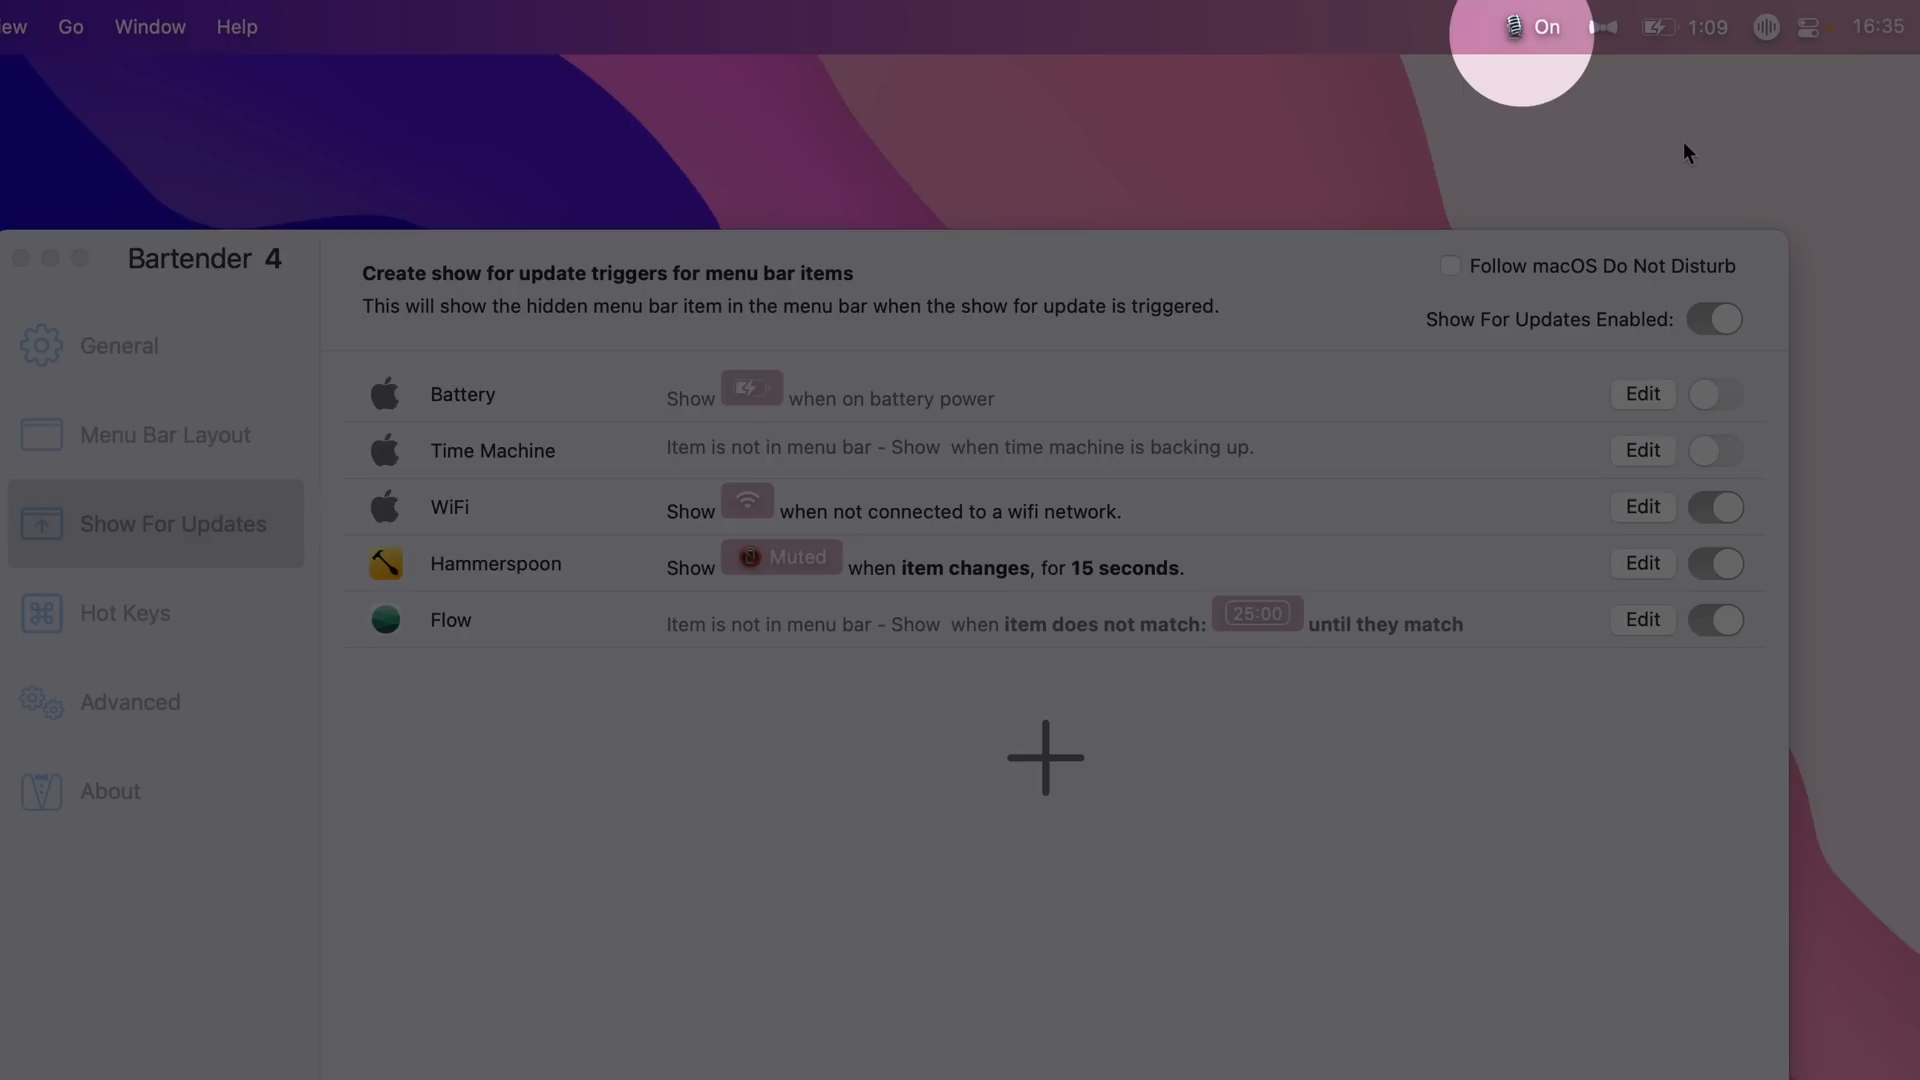 iew Go Window Help On 1:09 16:35
Bartender 4
General
Menu Bar Layout
Show For Updates
Hot Keys
Advanced
About
Create show for update triggers for menu bar items
This will show the hidden menu bar item in the menu bar when the show for update is triggered.
Follow macOS Do Not Disturb
Show For Updates Enabled:
Battery Show when on battery power Edit
Time Machine Item is not in menu bar - Show when time machine is backing up. Edit
WiFi Show when not connected to a wifi network. Edit
Hammerspoon Show Muted when item changes, for 15 seconds. Edit
Flow Item is not in menu bar - Show when item does not match: 25:00 until they match Edit